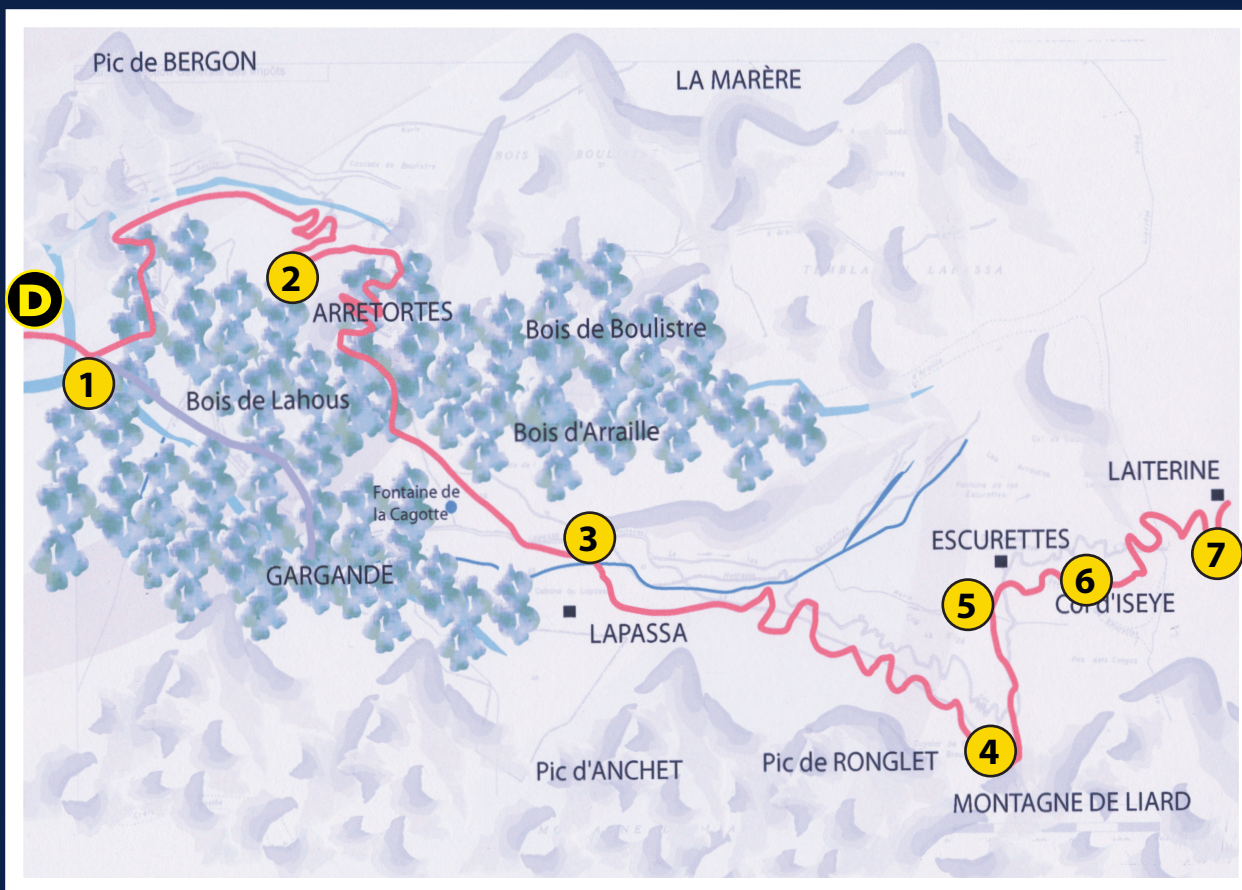 Pic de BERGON
LA MARÈRE
D
2
ARRETORTES
Bois de Boulistre
1
Bois de Lahous
Bois d'Arraille
LAITERINE
Fontaine de
la Cagotte
3
ESCURETTES
7
GARGANDE
6
5
Col d'ISEYE
LAPASSA
4
Pic de RONGLET
Pic d'ANCHET
MONTAGNE DE LIARD